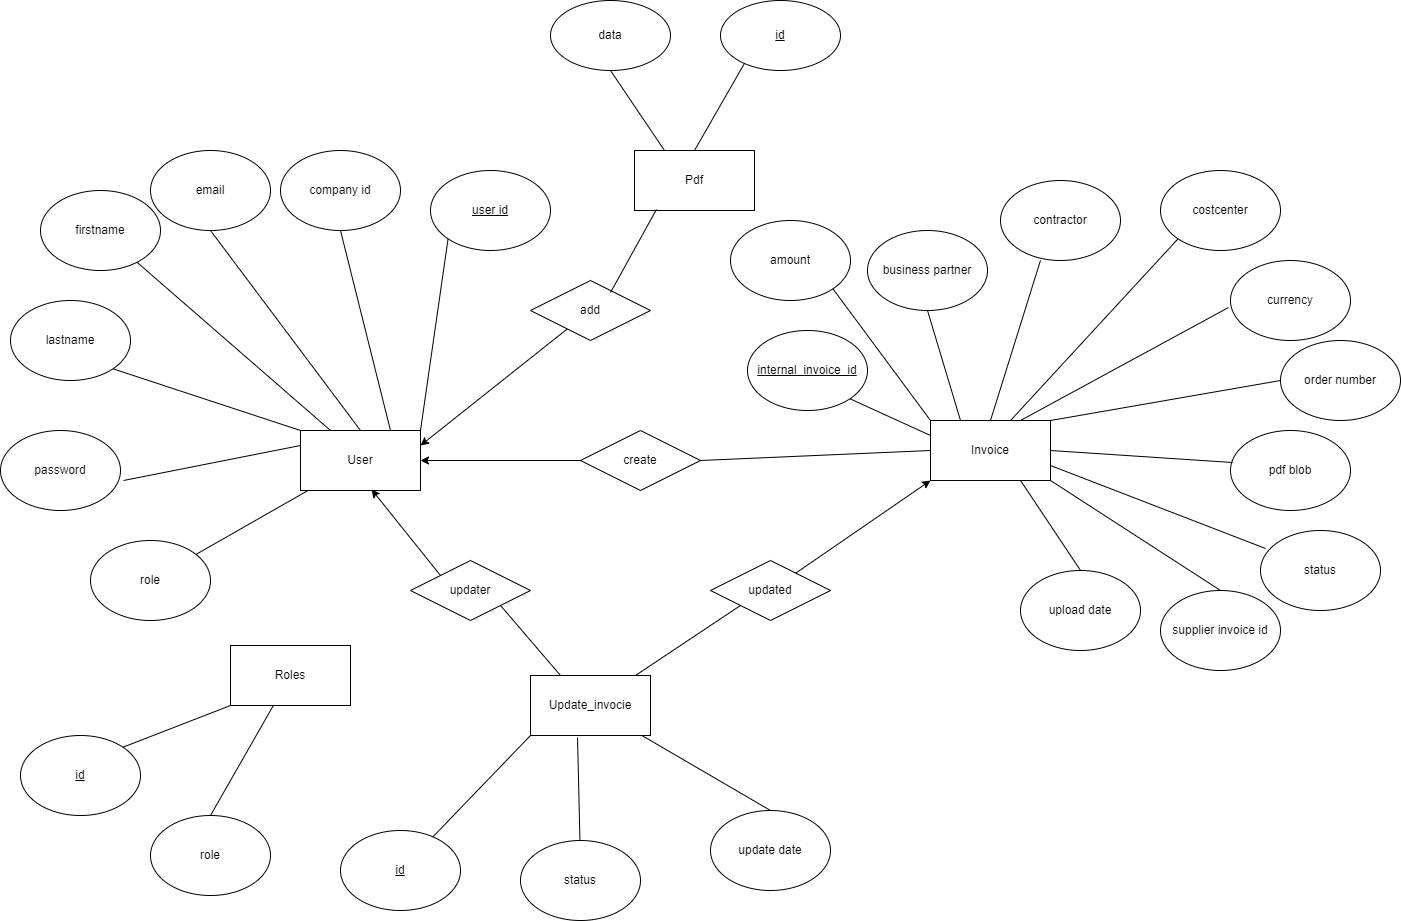 data
id
Pdf
email
company id
user id
firstname
contractor
costcenter
amount
business partner
add
currency
lastname
internal_invoice_id
order number
User
create
Invoice
password
pdf blob
role
updater
updated
status
upload date
supplier invoice id
Roles
Update_invocie
id
role
id
status
update date